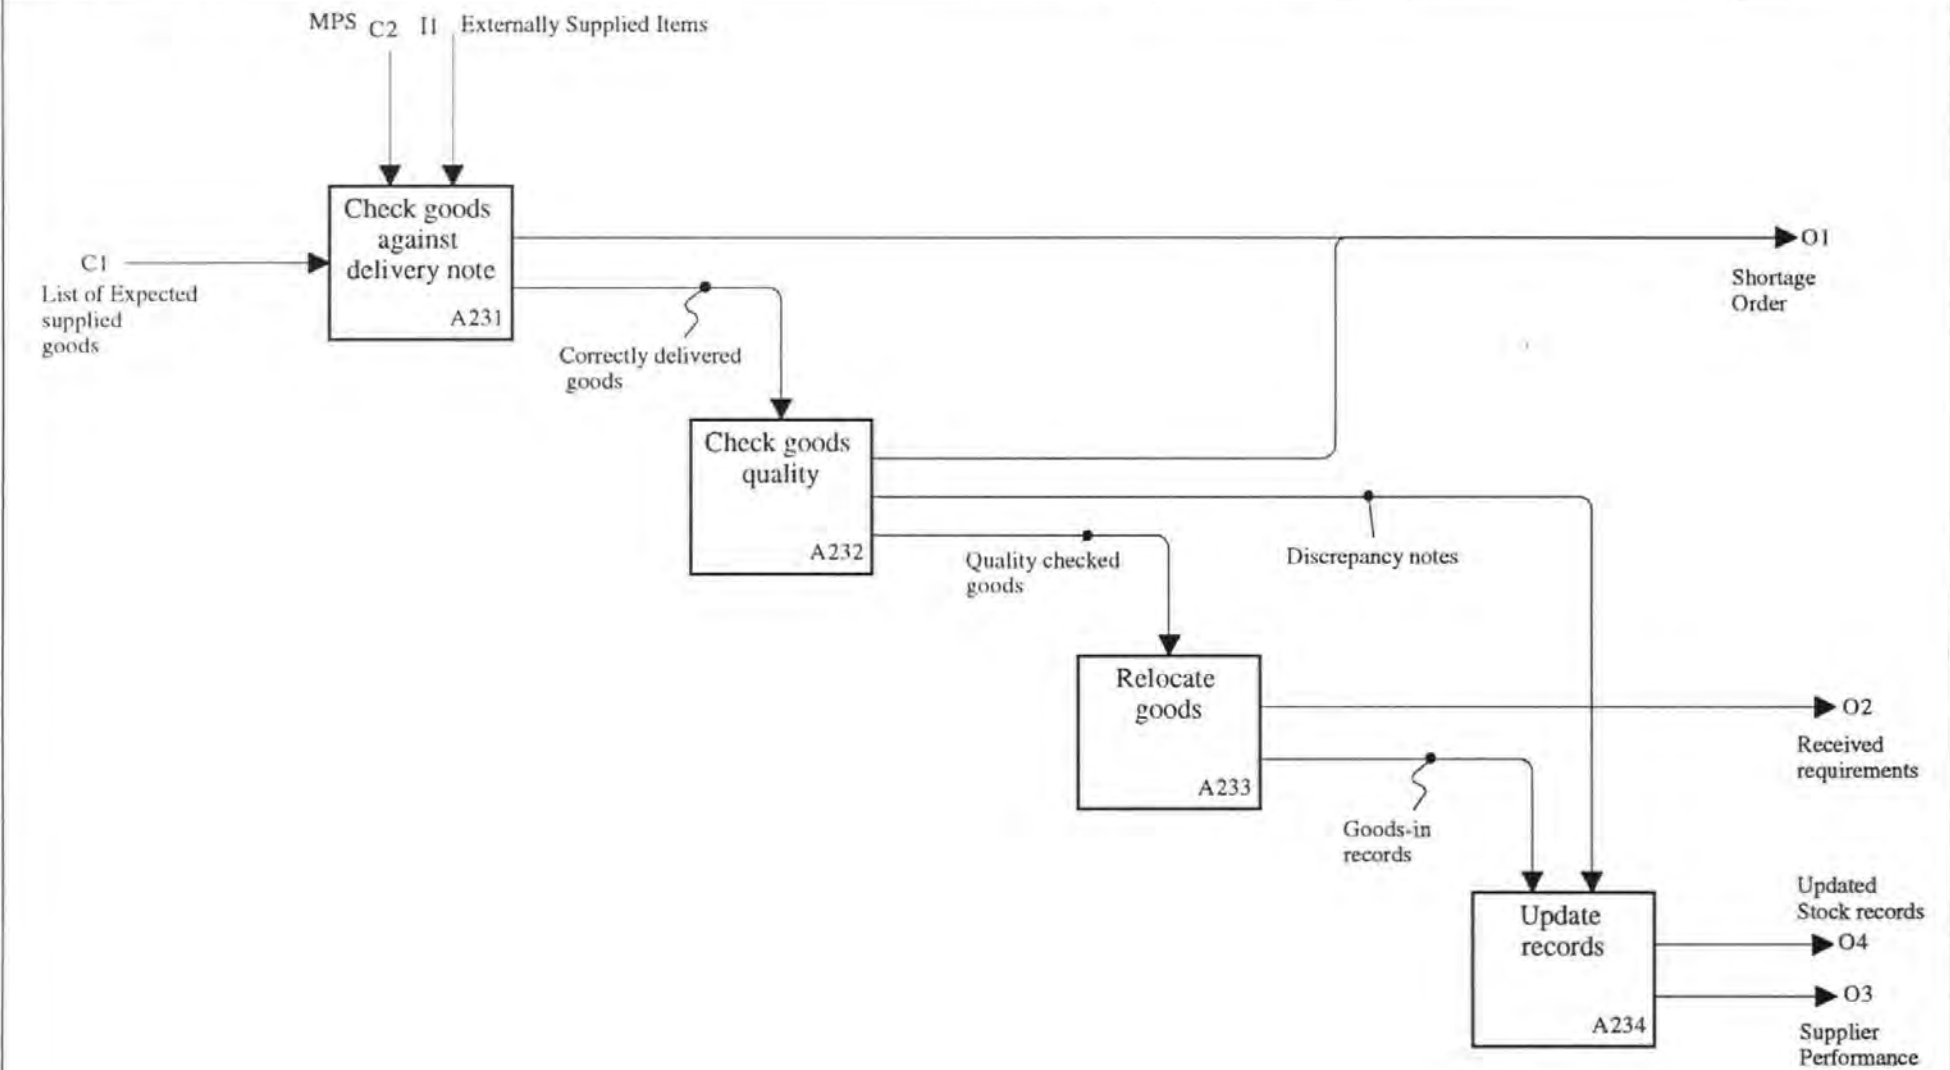 MPS C2 I1 Externally Supplied Items
Check goods
against
delivery note
A231
C1
List of Expected
supplied
goods
O1
Shortage
Order
Correctly delivered
goods
Check goods
quality
A232
Quality checked
goods
Discrepancy notes
Relocate
goods
A233
O2
Received
requirements
Goods-in
records
Update
records
A234
Updated
Stock records
O4
O3
Supplier
Performance